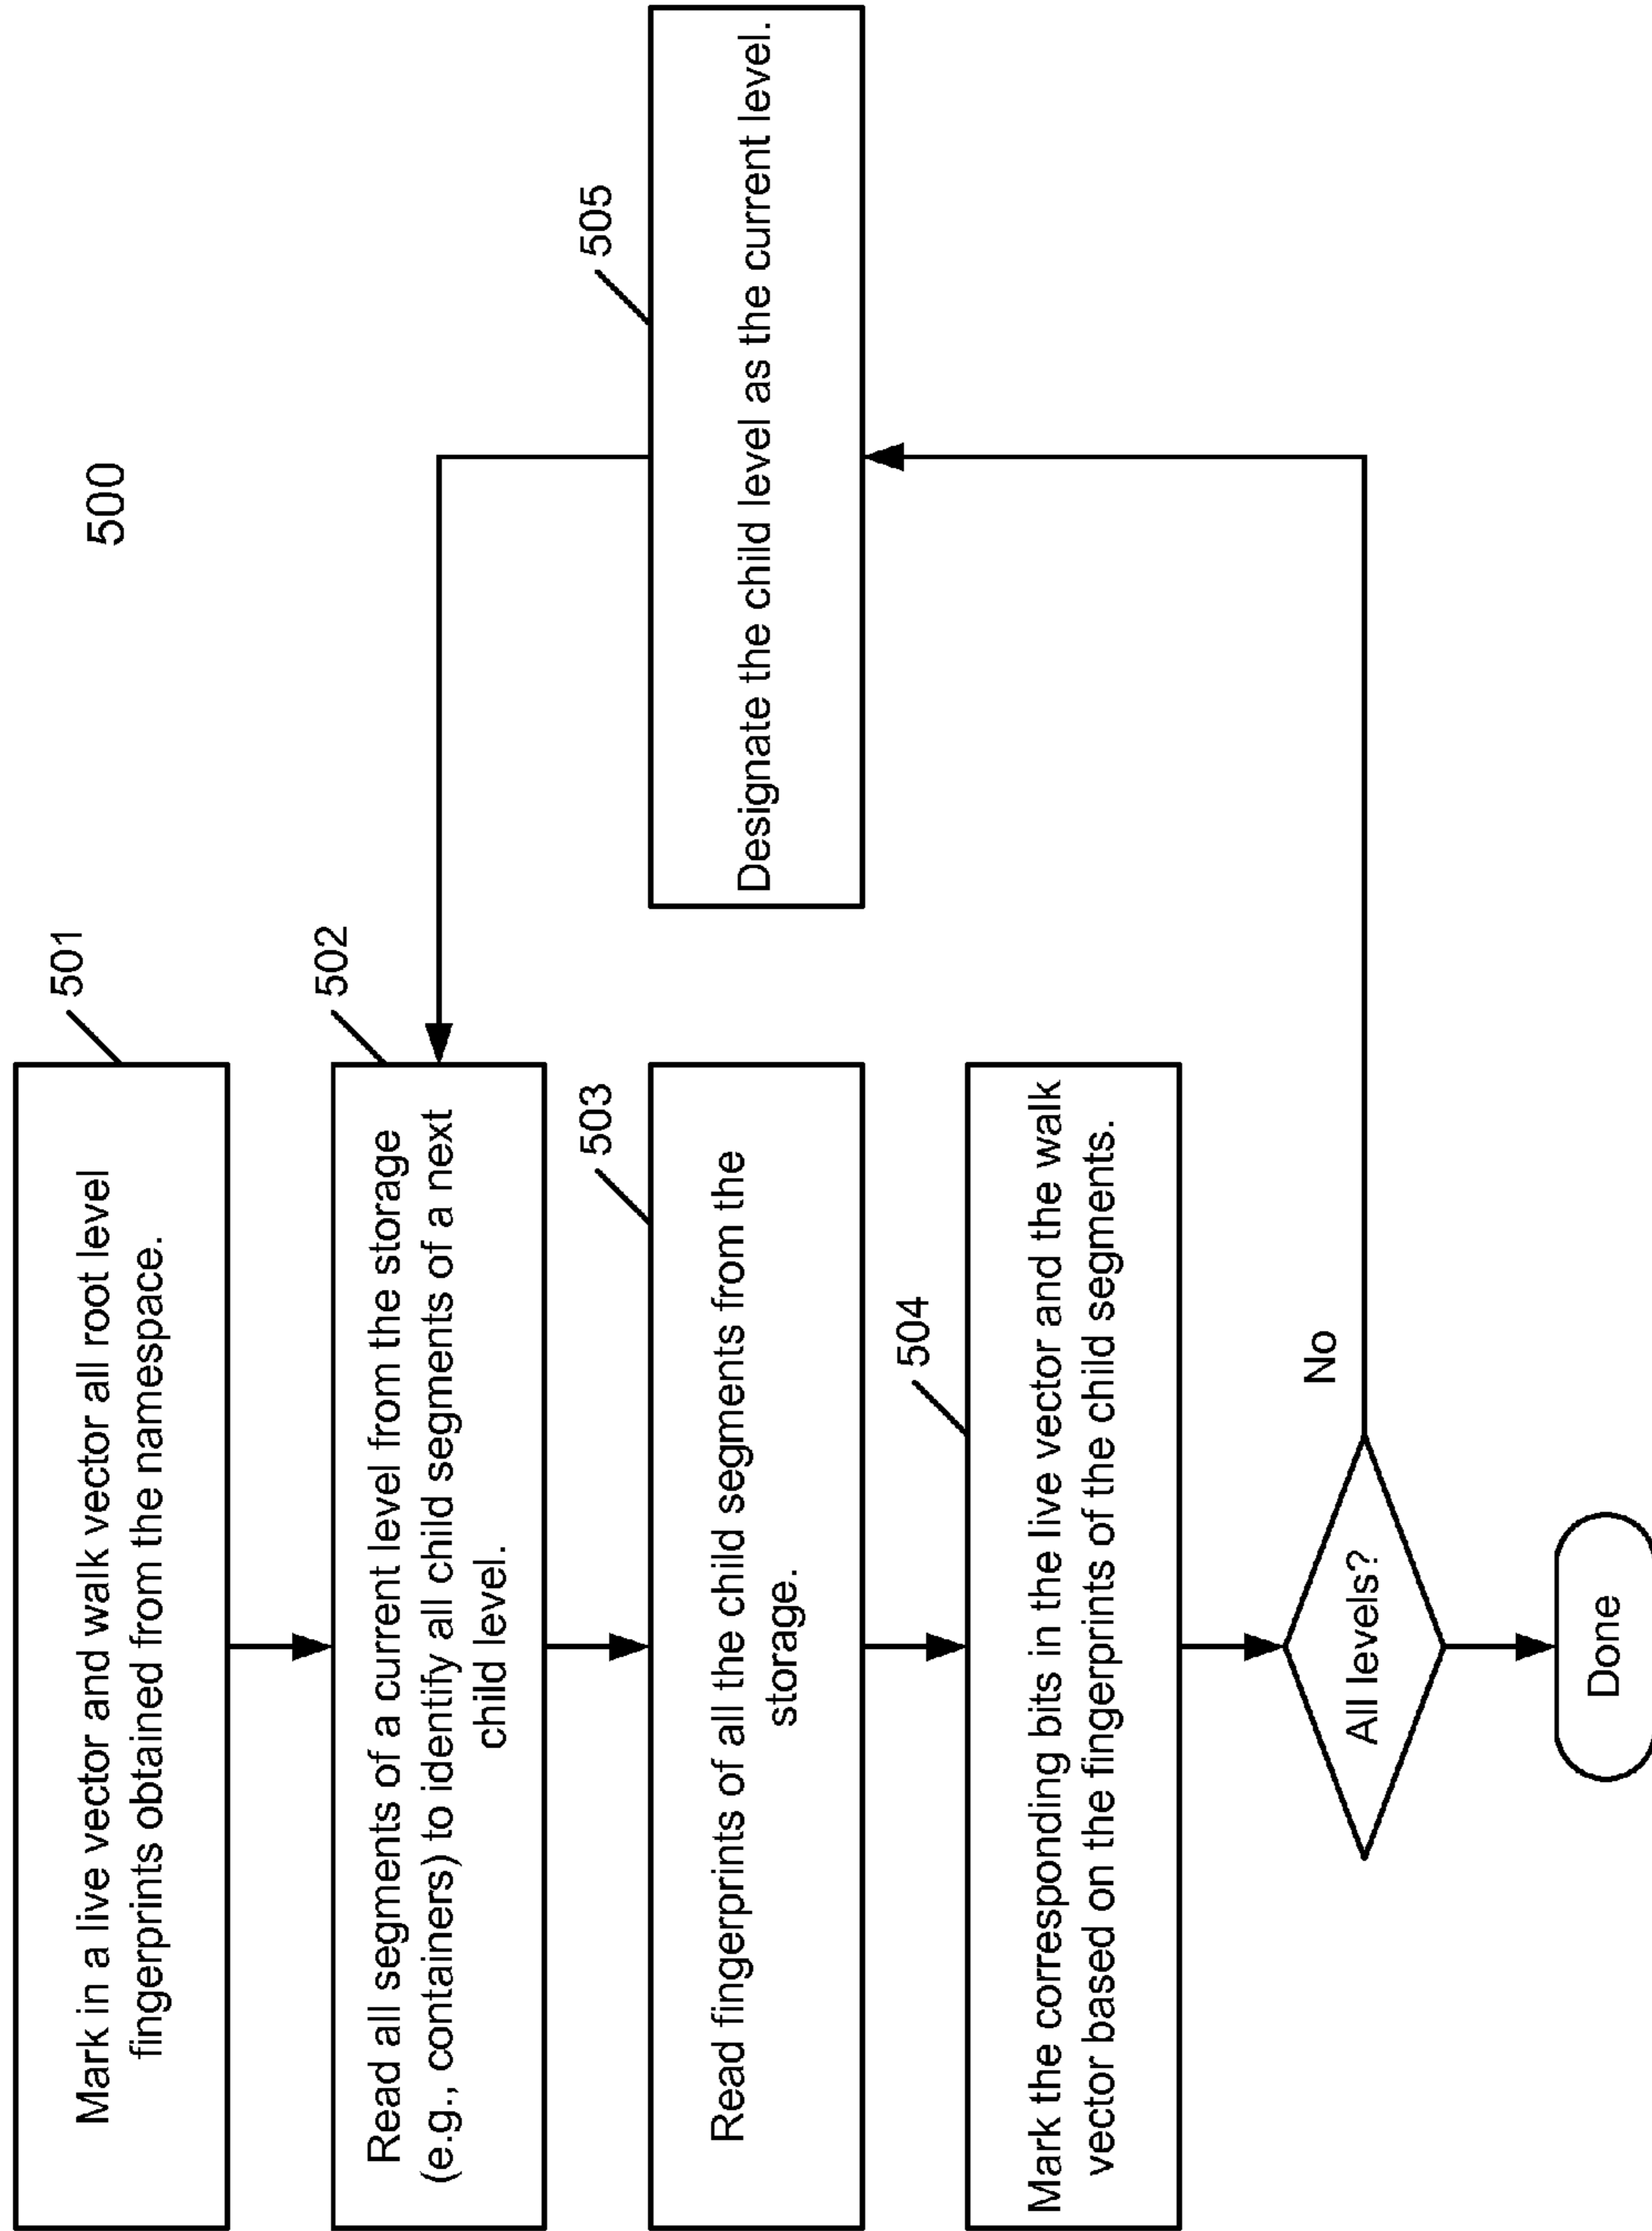 500
501
Mark in a live vector and walk vector all root level
fingerprints obtained from the namespace.
502
Read all segments of a current level from the storage
(e.g., containers) to identify all child segments of a next
child level.
505
Designate the child level as the current level.
503
Read fingerprints of all the child segments from the
storage.
504
Mark the corresponding bits in the live vector and the walk
vector based on the fingerprints of the child segments.
No
All levels?
Done